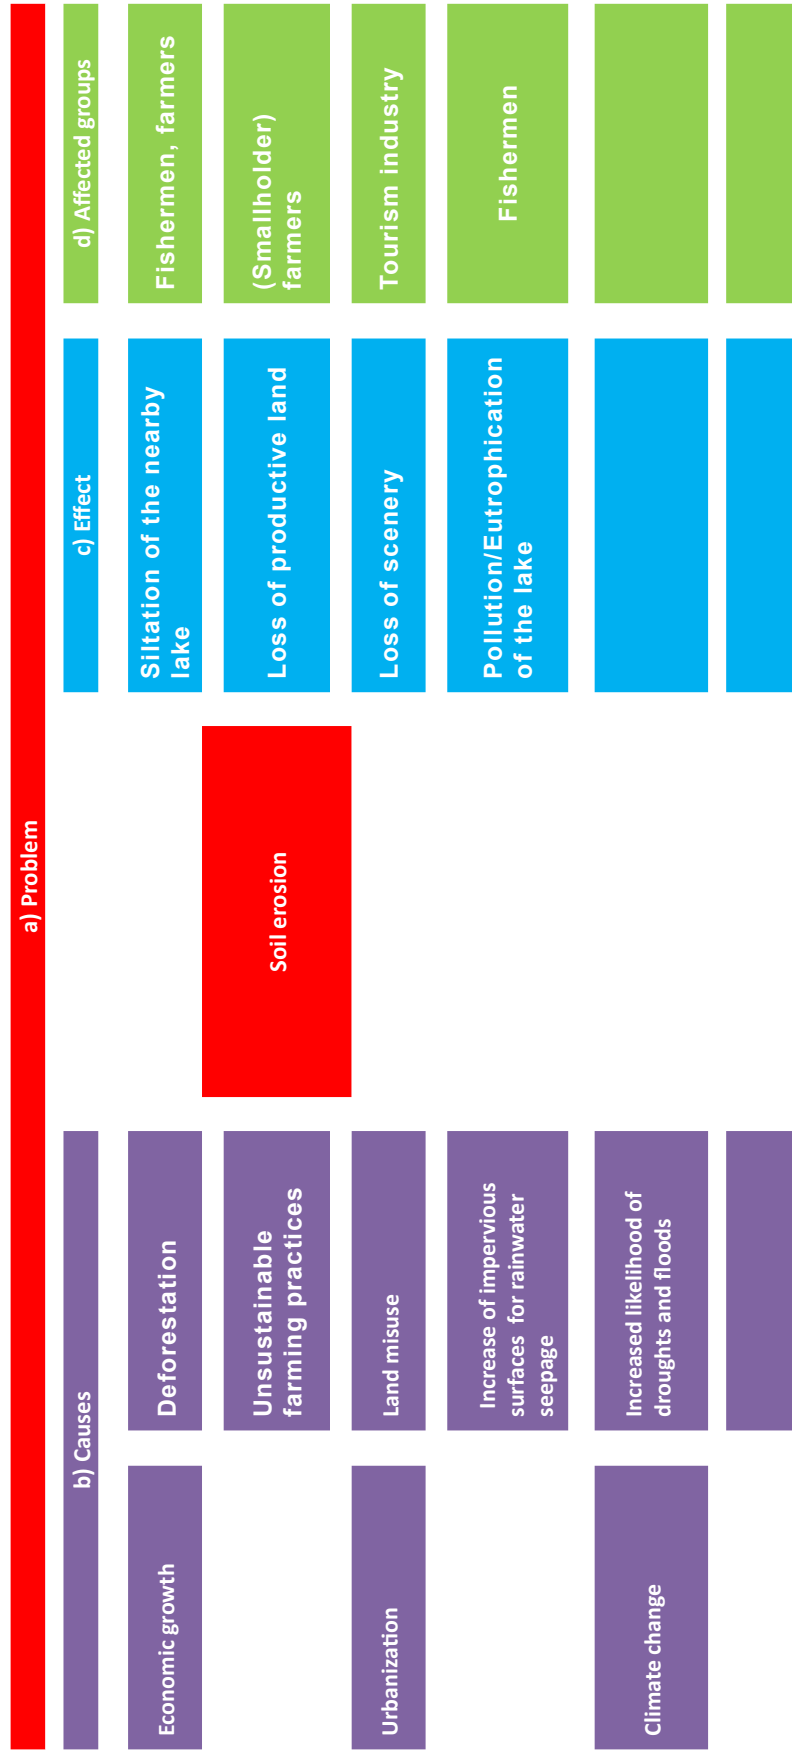 a) Problem
b) Causes
c) Effect
d) Affected groups
Economic growth
Deforestation
Siltation of the nearby
lake
Fishermen, farmers
Unsustainable
farming practices
Soil erosion
Loss of productive land
(Smallholder)
farmers
Urbanization
Land misuse
Loss of scenery
Tourism industry
Increase of impervious
surfaces for rainwater
seepage
Pollution/Eutrophication
of the lake
Fishermen
Climate change
Increased likelihood of
droughts and floods